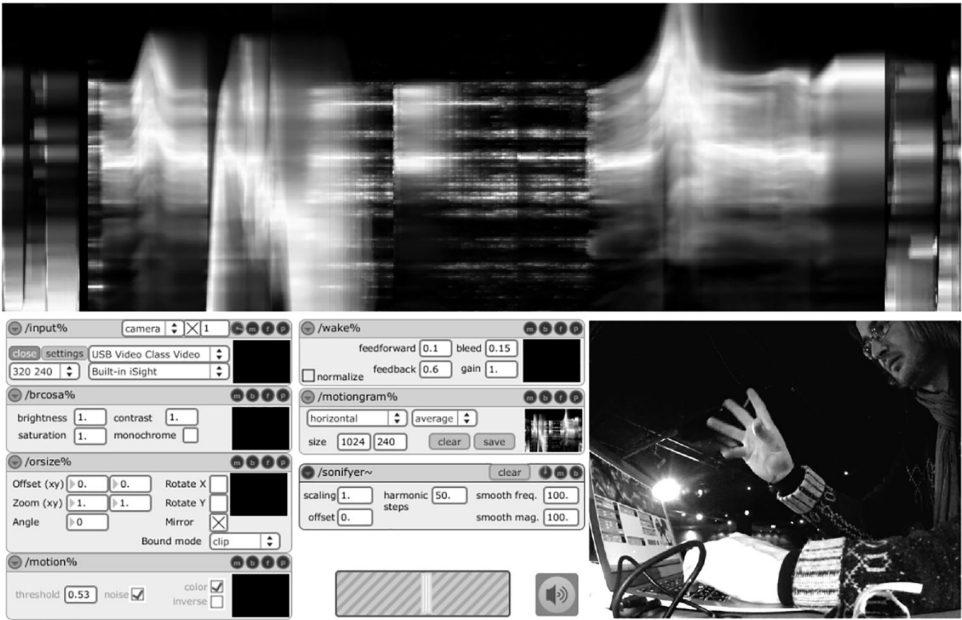 /input%
camera
1
close
settings
USB Video Class Video
320 240
Built-in iSight
/brcosa%
brightness 1. contrast 1.
saturation 1. monochrome
/orsize%
Offset (xy) 0. 0. Rotate X
Zoom (xy) 1. 1. Rotate Y
Angle 0 Mirror
Bound mode clip
/motion%
color
threshold 0.53 noise
inverse
/wake%
feedforward 0.1 bleed 0.15
normalize feedback 0.6 gain 1.
/motiongram%
horizontal average
size 1024 240 clear save
/sonifyer~ clear
scaling 1. harmonic 50. smooth freq. 100.
steps
offset 0. smooth mag. 100.